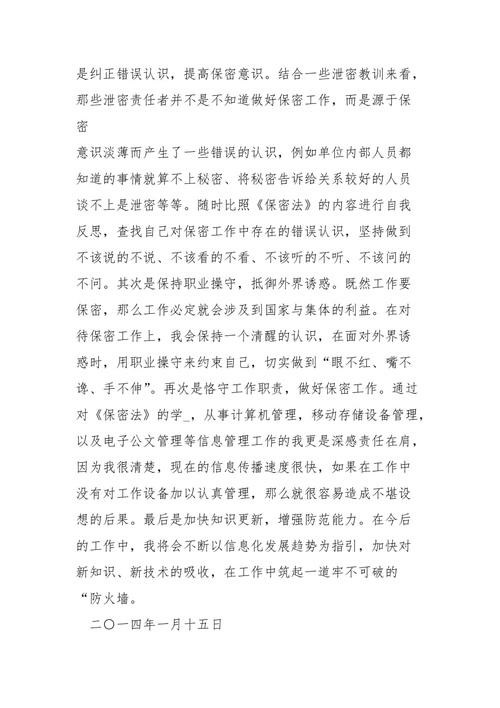 是纠正错误认识，提高保密意识。结合一些泄密教训来看，
那些泄密责任者并不是不知道做好保密工作，而是源于保
密
意识淡薄而产生了一些错误的认识，例如单位内部人员都
知道的事情就算不上秘密、将秘密告诉给关系较好的人员
谈不上是泄密等等。随时比照《保密法》的内容进行自我
反思，查找自己对保密工作中存在的错误认识，坚持做到
不该说的不说、不该看的不看、不该听的不听、不该问的
不问。其次是保持职业操守，抵御外界诱惑。既然工作要
保密，那么工作必定就会涉及到国家与集体的利益。在对
待保密工作上，我会保持一个清醒的认识，在面对外界诱
惑时，用职业操守来约束自己，切实做到“眼不红、嘴不
谗、手不伸”。再次是恪守工作职责，做好保密工作。通过
对《保密法》的学_，从事计算机管理，移动存储设备管理，
以及电子公文管理等信息管理工作的我更是深感责任在肩，
因为我很清楚，现在的信息传播速度很快，如果在工作中
没有对工作设备加以认真管理，那么就很容易造成不堪设
想的后果。最后是加快知识更新，增强防范能力。在今后
的工作中，我将会不断以信息化发展趋势为指引，加快对
新知识、新技术的吸收，在工作中筑起一道牢不可破的
“防火墙。
二〇一四年一月十五日